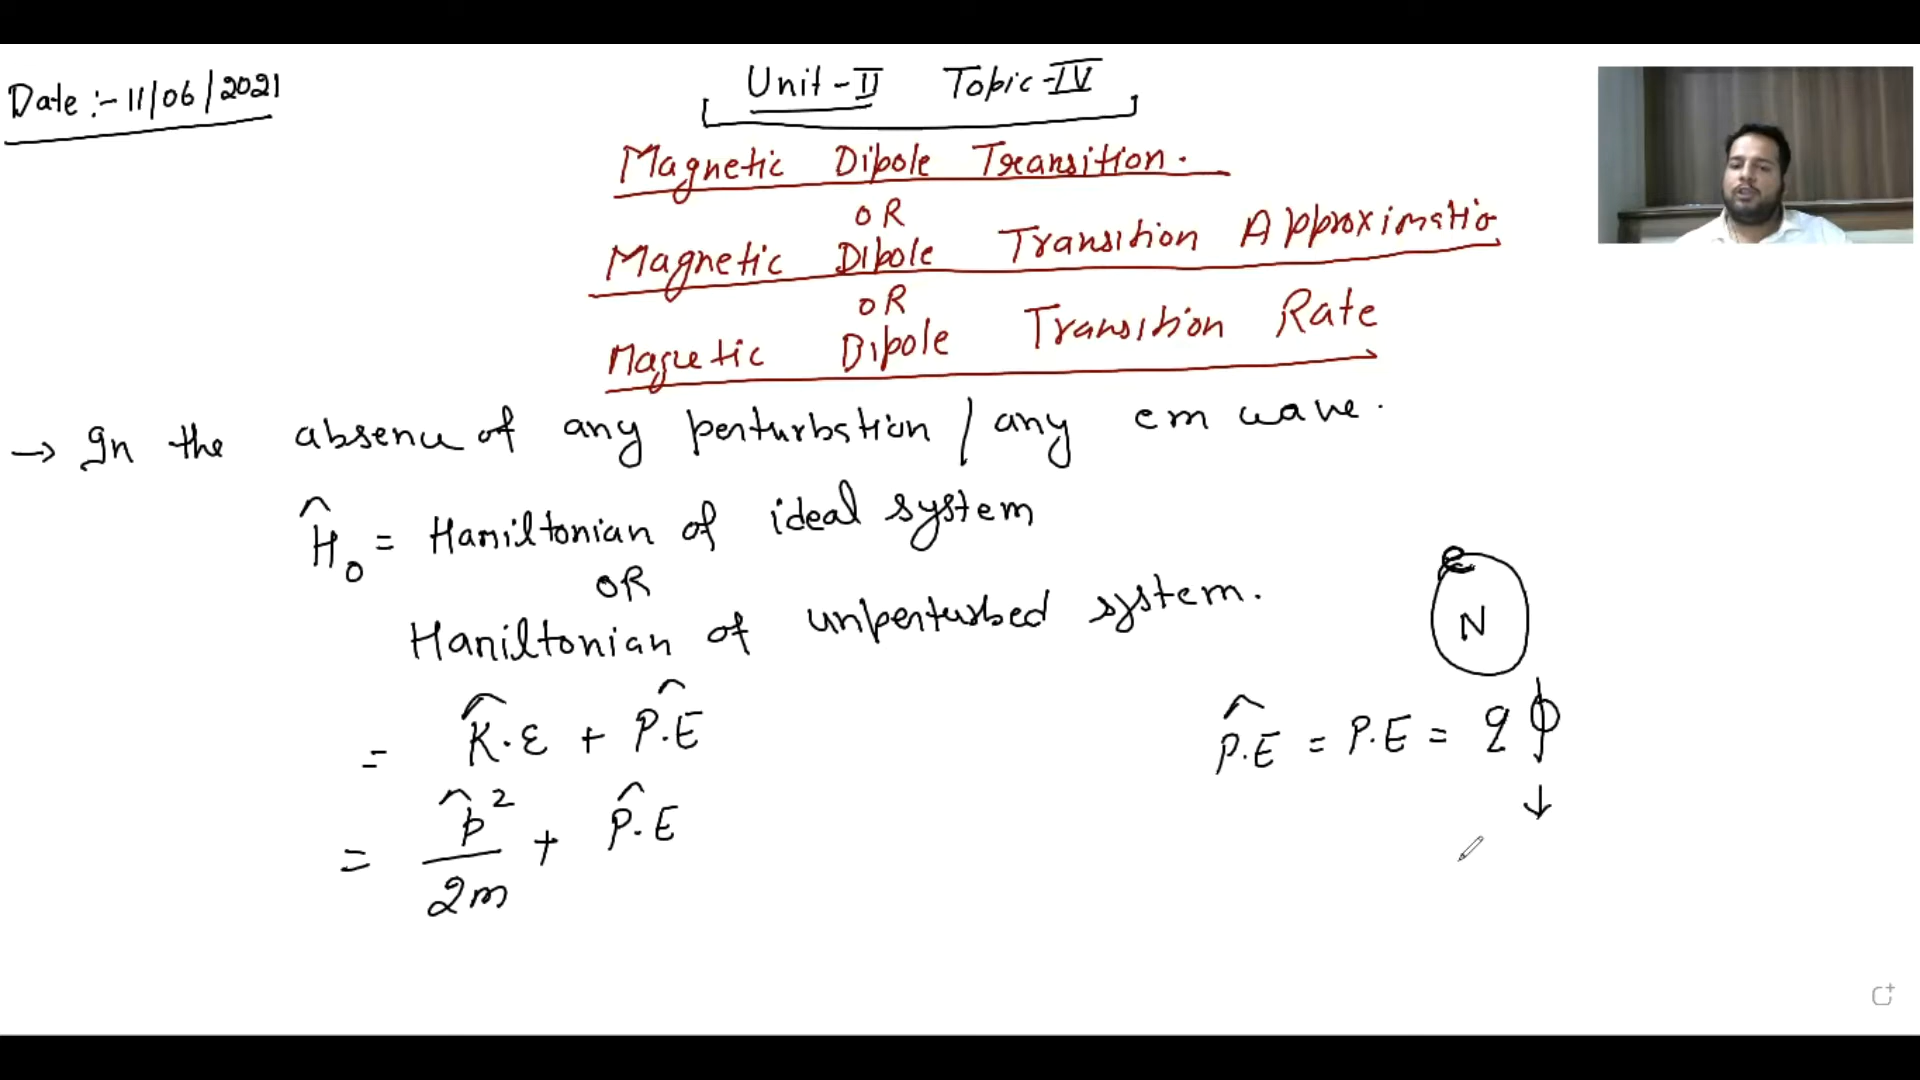 Date :- 11/06/2021
Unit-II Topic-IV
Magnetic Dipole Transition.
OR
Magnetic Dipole Transition Approximatio
OR
Magnetic Dipole Transition Rate
→ In the absence of any perturbation / any em wave.
Ĥ₀ = Hamiltonian of ideal system
OR
Hamiltonian of unperturbed system.
= K̂.E + P.Ê
= p̂²/2m + P̂.E
e
N
P̂.E = P.E = qϕ
↓